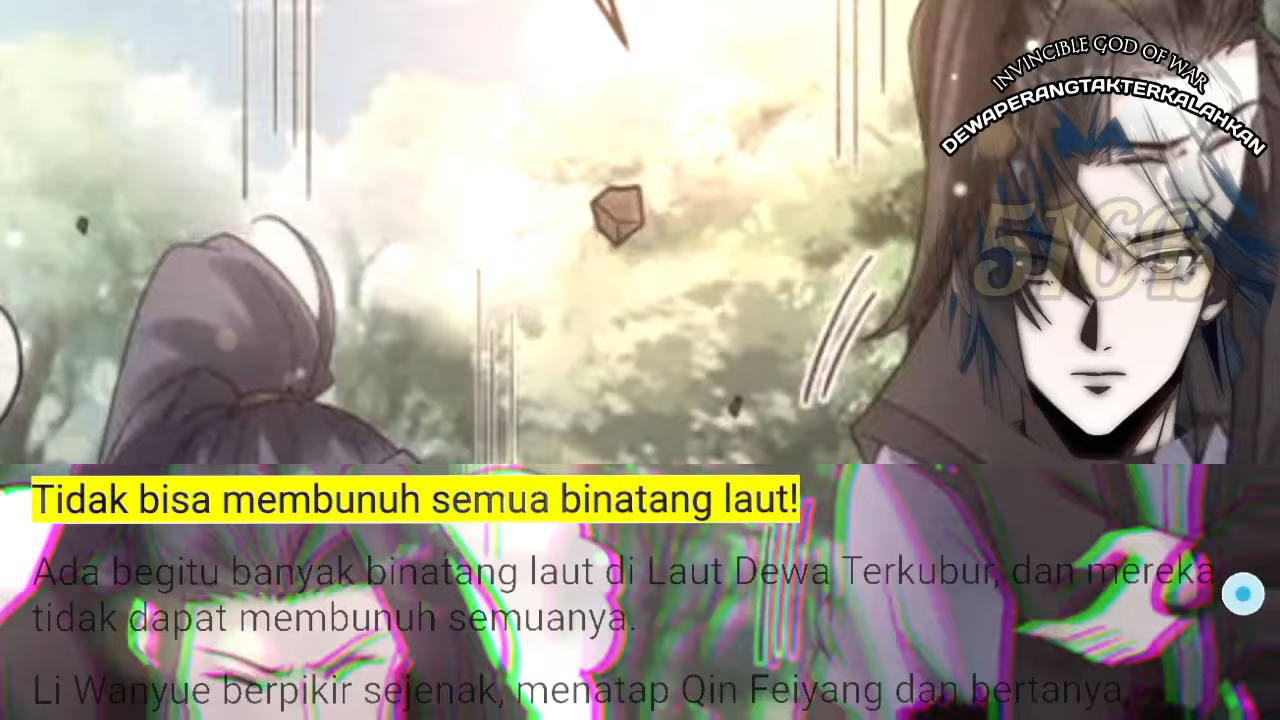 INVINCIBLE GOD OF WAR
DEWAPERANGTAKTERKALAHKAN
Tidak bisa membunuh semua binatang laut!
Ada begitu banyak binatang laut di Laut Dewa Terkubur, dan mereka
tidak dapat membunuh semuanya.
Li Wanyue berpikir sejenak, menatap Qin Feiyang dan bertanya,